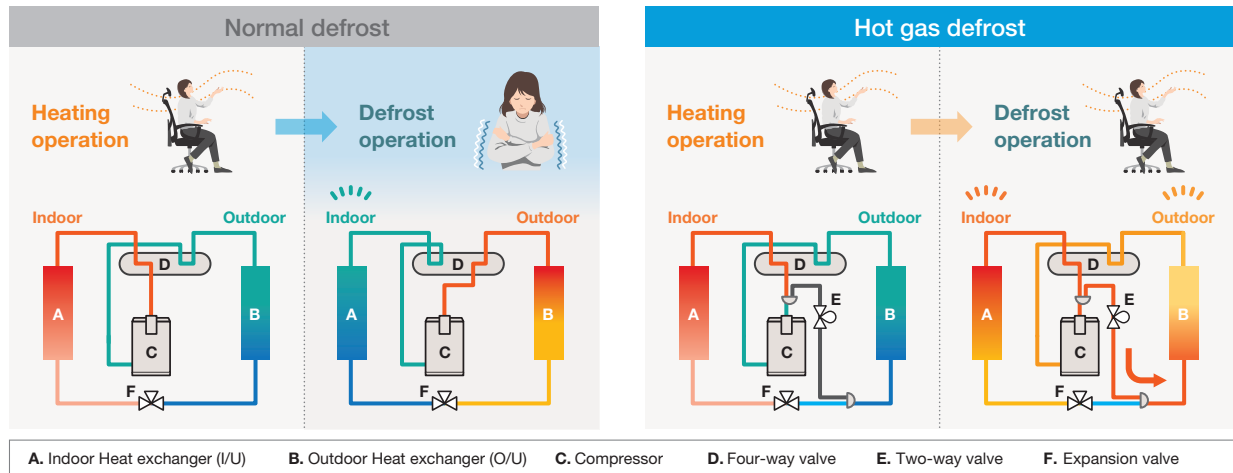 Normal defrost
Heating
operation
Defrost
operation
Indoor
Outdoor
Indoor
Outdoor
D
A
B
C
F
D
A
B
C
F
Hot gas defrost
Heating
operation
Defrost
operation
Indoor
Outdoor
Indoor
Outdoor
D
E
A
B
C
F
D
E
A
B
C
F
A. Indoor Heat exchanger (I/U) B. Outdoor Heat exchanger (O/U) C. Compressor D. Four-way valve E. Two-way valve F. Expansion valve